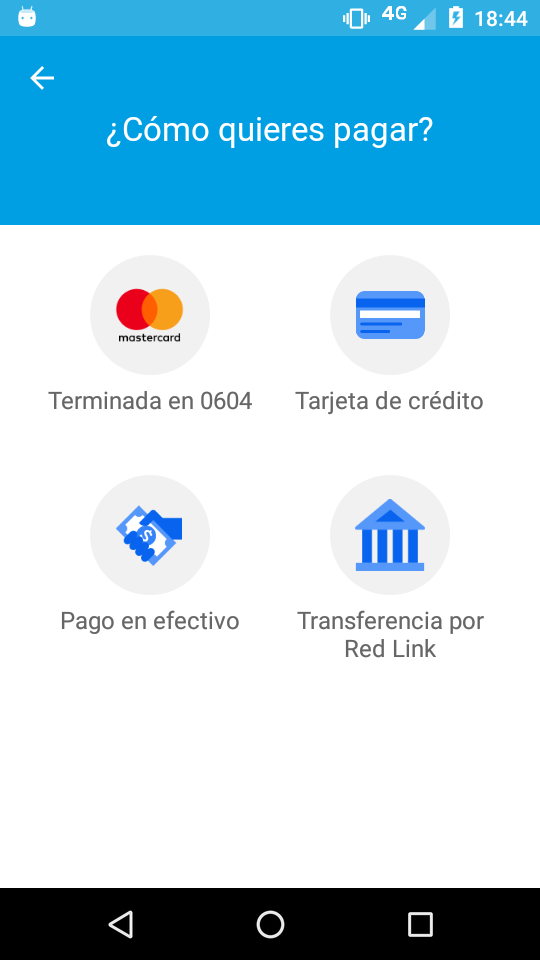 4G 18:44
¿Cómo quieres pagar?
mastercard
Terminada en 0604
Tarjeta de crédito
$
Pago en efectivo
Transferencia por
Red Link